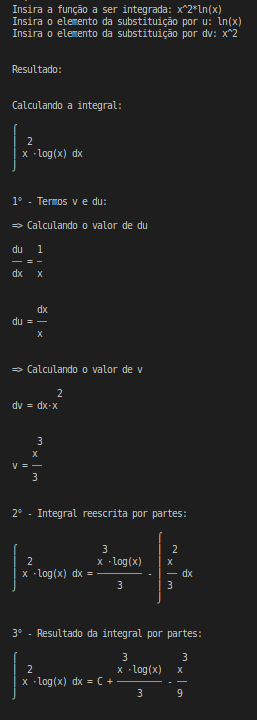 Insira a função a ser integrada: x^2*ln(x)
Insira o elemento da substituição por u: ln(x)
Insira o elemento da substituição por dv: x^2
Resultado:
Calculando a integral:
⌠
⎮  2
⎮ x ⋅log(x) dx
⌡
1º - Termos v e du:
=> Calculando o valor de du
du   1
── = ─
dx   x
     dx
du = ──
     x
=> Calculando o valor de v
         2
dv = dx⋅x
     3
    x
v = ──
    3
2º - Integral reescrita por partes:
                             ⌠
⌠                3           ⎮  2
⎮  2            x ⋅log(x)    ⎮ x
⎮ x ⋅log(x) dx = ───────── - ⎮ ── dx
⌡                    3       ⎮ 3
                             ⌡
3º - Resultado da integral por partes:
⌠                     3           3
⎮  2                 x ⋅log(x)   x
⎮ x ⋅log(x) dx = C + ───────── - ──
⌡                        3       9